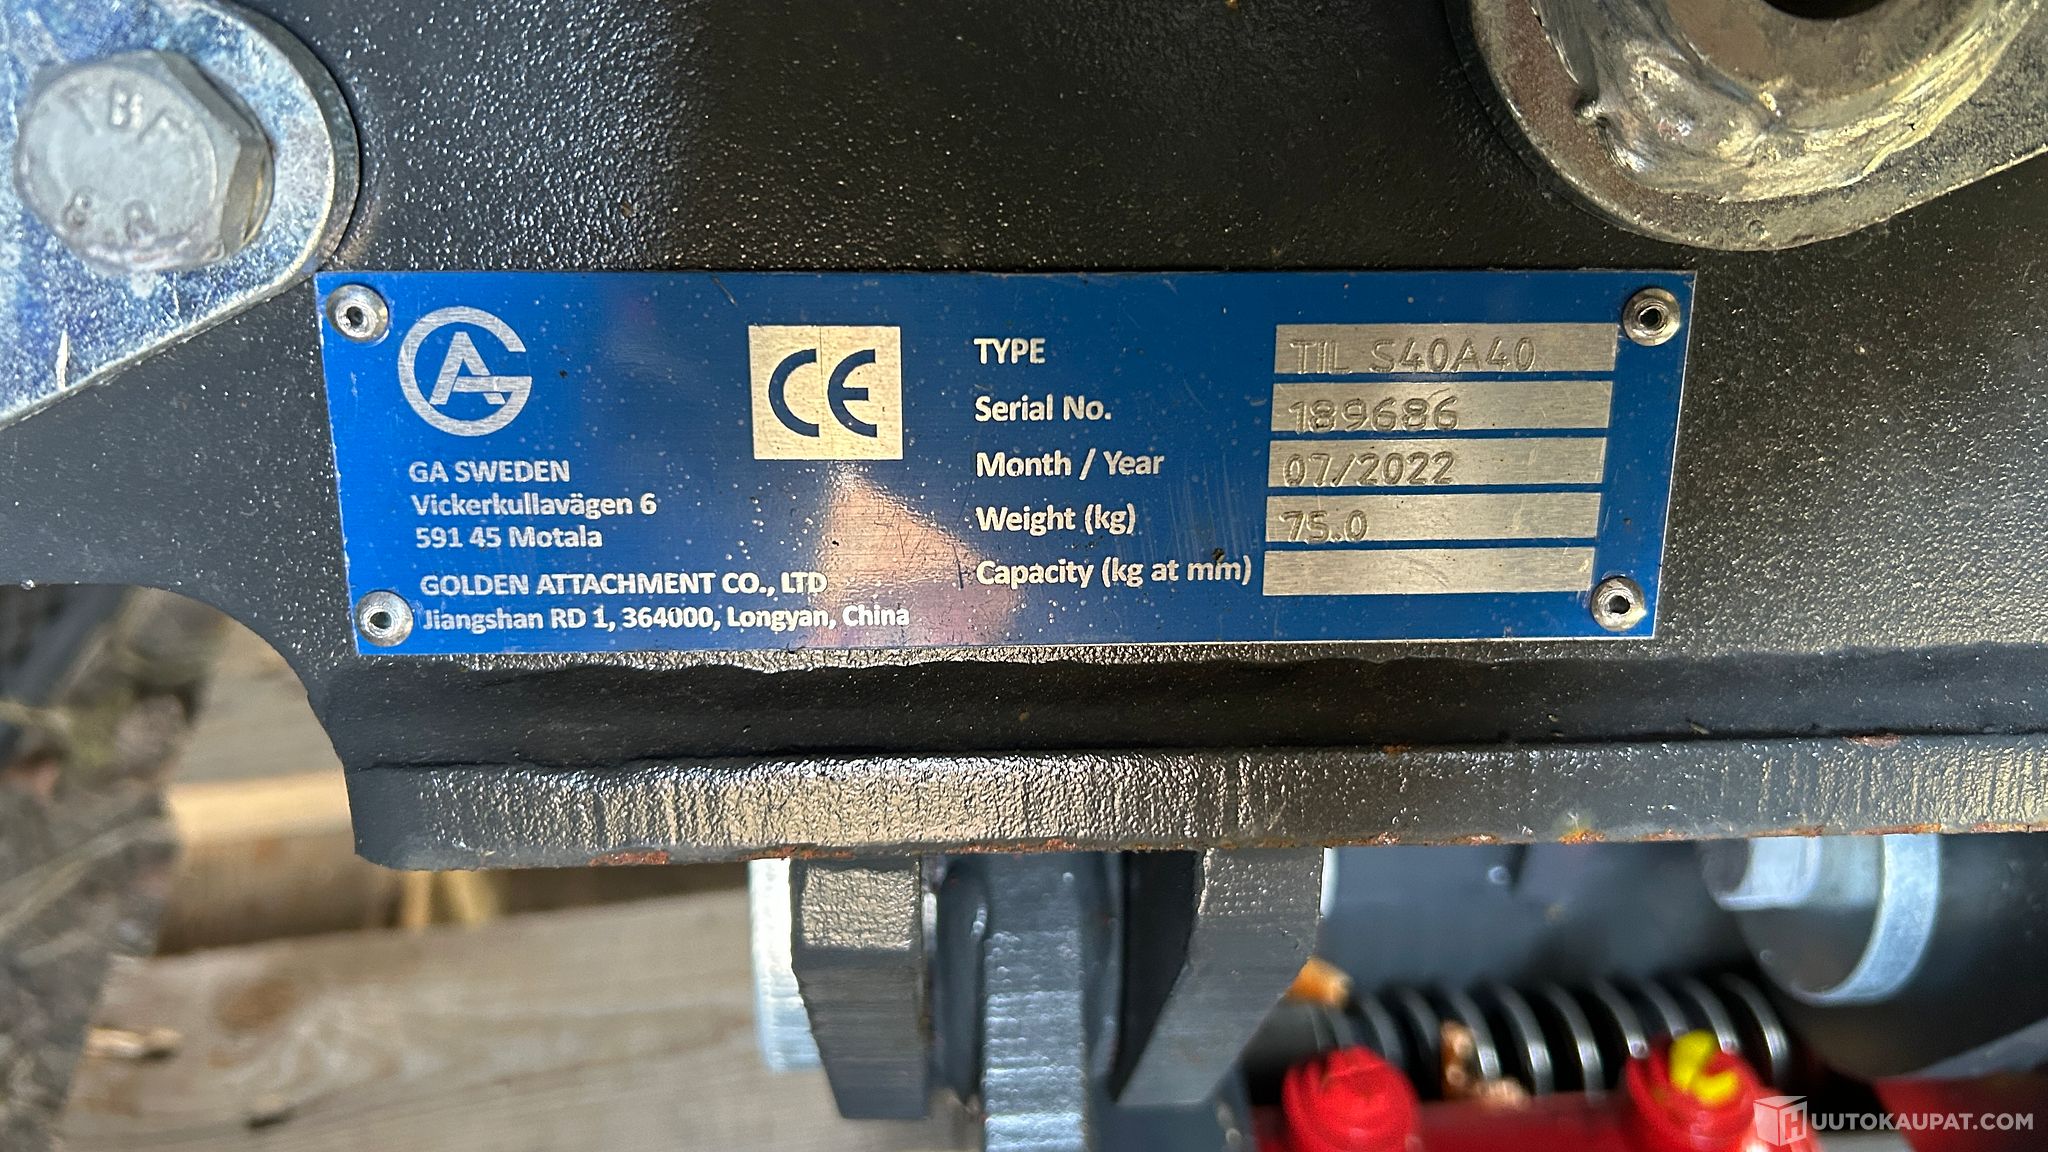 GA
GA SWEDEN
Vickerkullavägen 6
591 45 Motala
GOLDEN ATTACHMENT CO., LTD
Jiangshan RD 1, 364000, Longyan, China
CE
TYPE TIL S40A40
Serial No. 189686
Month / Year 07/2022
Weight (kg) 75.0
Capacity (kg at mm)
HUUTOKAUPAT.COM